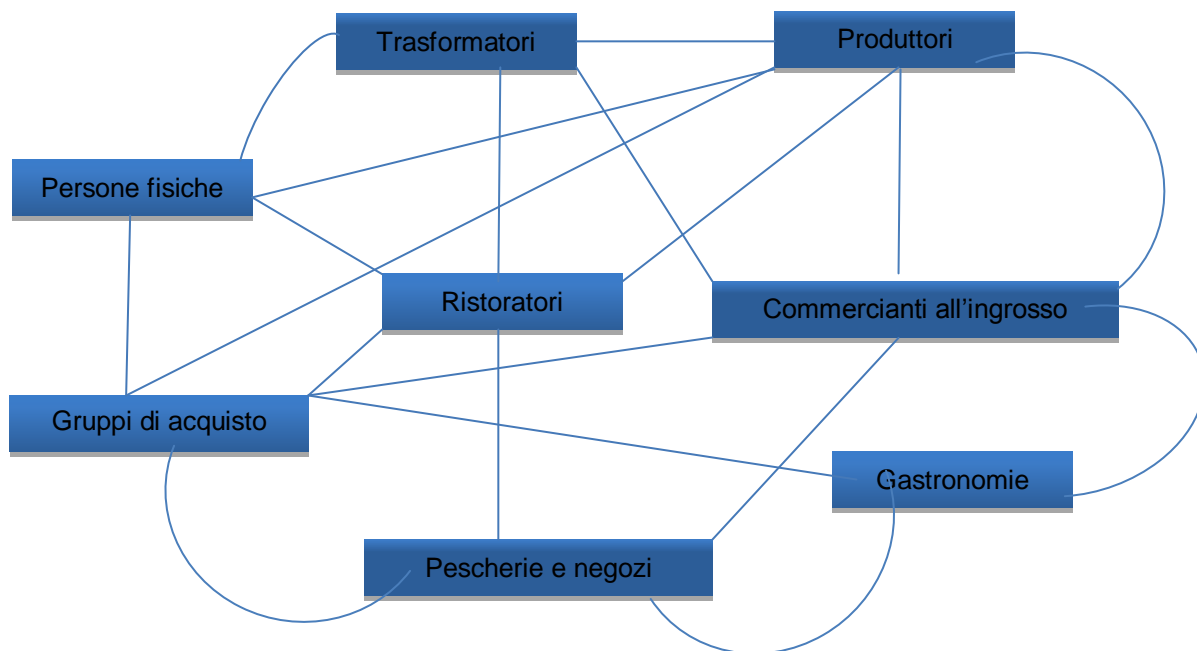 Trasformatori
Produttori
Persone fisiche
Ristoratori
Commercianti all’ingrosso
Gruppi di acquisto
Gastronomie
Pescherie e negozi